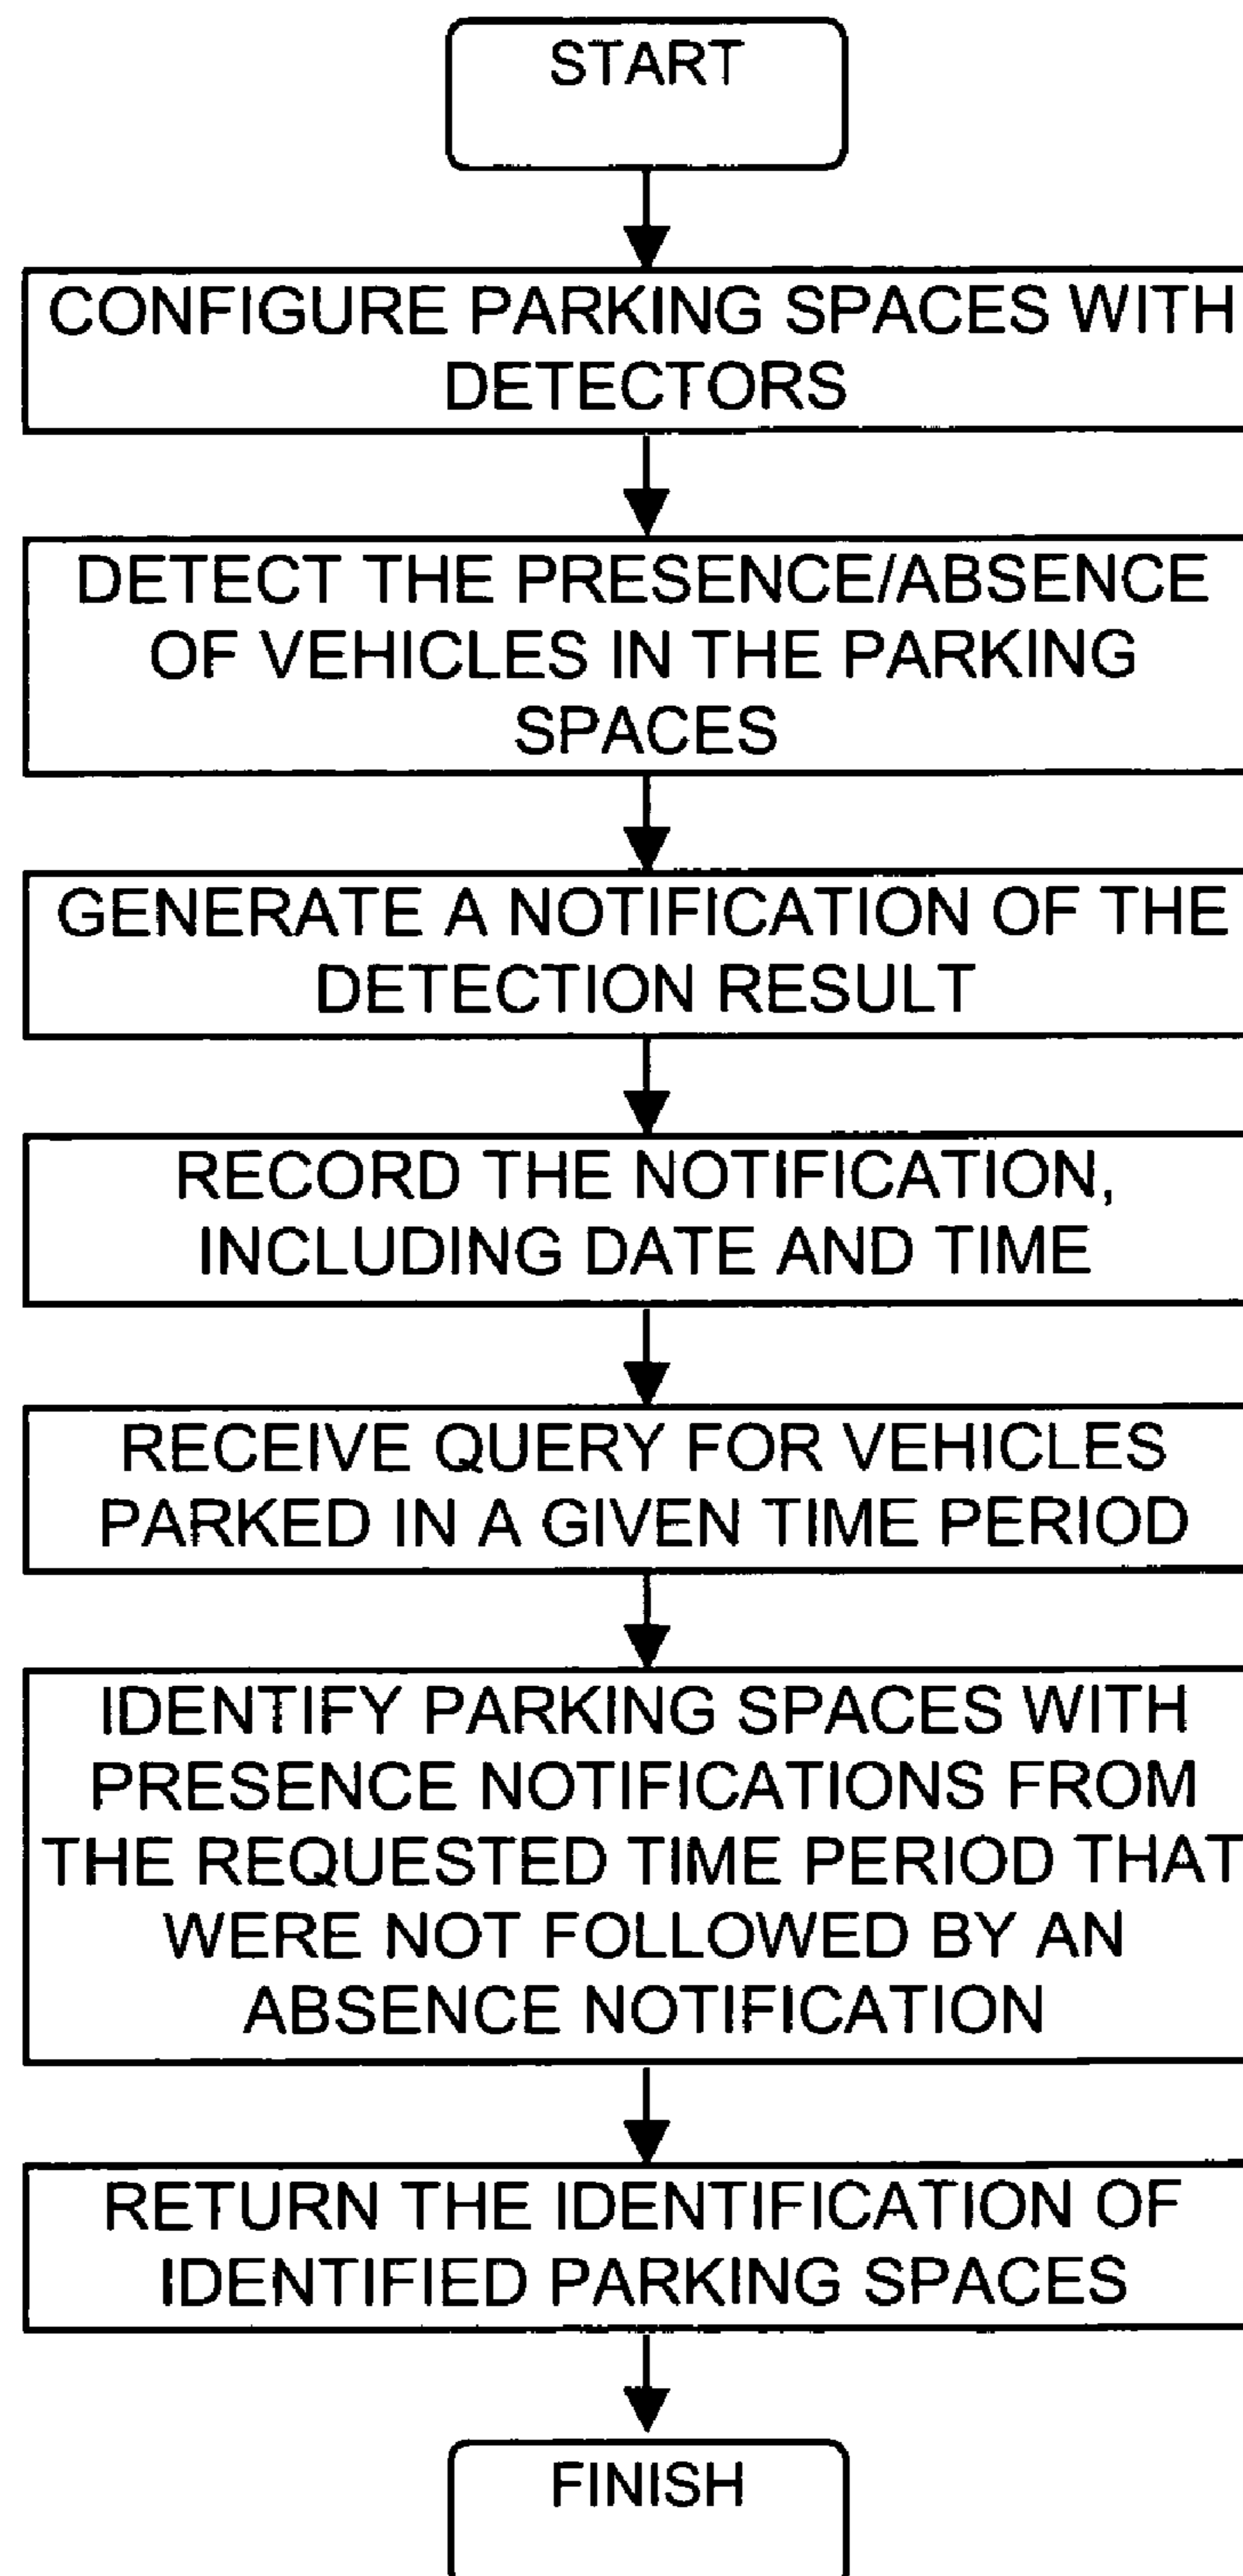 START
CONFIGURE PARKING SPACES WITH
DETECTORS
DETECT THE PRESENCE/ABSENCE
OF VEHICLES IN THE PARKING
SPACES
GENERATE A NOTIFICATION OF THE
DETECTION RESULT
RECORD THE NOTIFICATION,
INCLUDING DATE AND TIME
RECEIVE QUERY FOR VEHICLES
PARKED IN A GIVEN TIME PERIOD
IDENTIFY PARKING SPACES WITH
PRESENCE NOTIFICATIONS FROM
THE REQUESTED TIME PERIOD THAT
WERE NOT FOLLOWED BY AN
ABSENCE NOTIFICATION
RETURN THE IDENTIFICATION OF
IDENTIFIED PARKING SPACES
FINISH